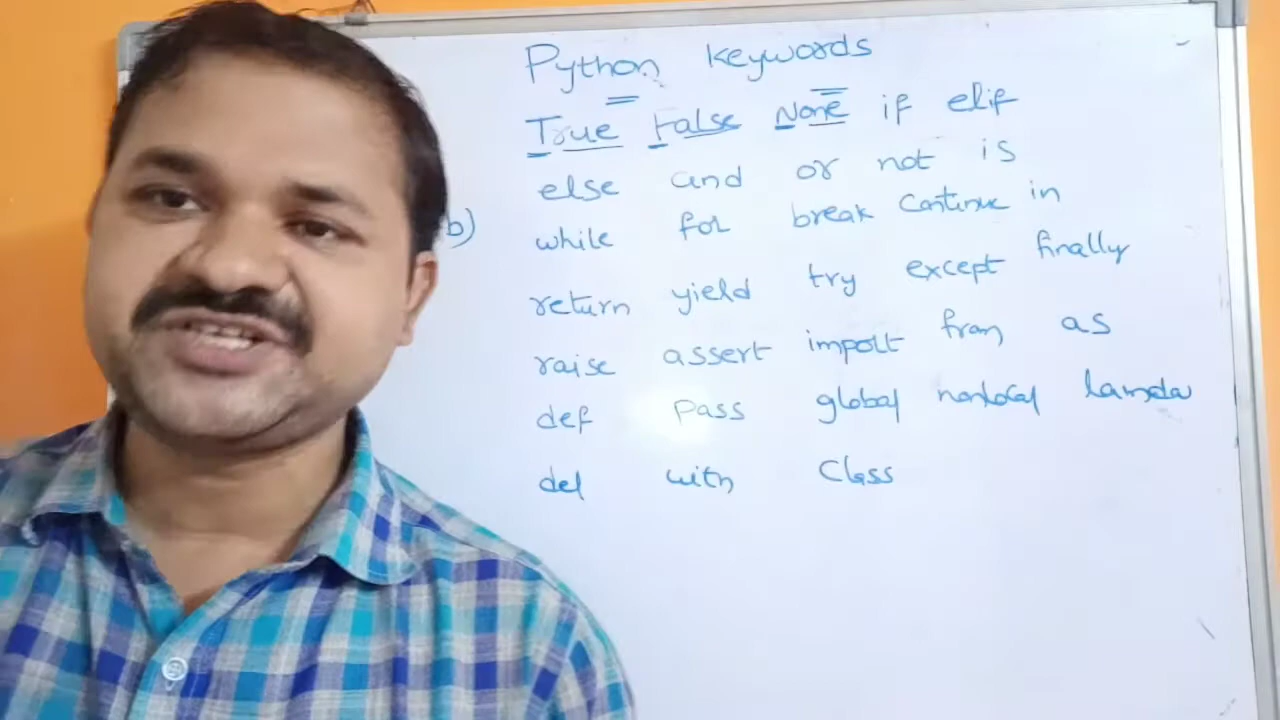 Python keywords
True False None if elif
else and or not is
b) while for break continue in
return yield try except finally
raise assert import from as
def pass global nonlocal lamda
del with class